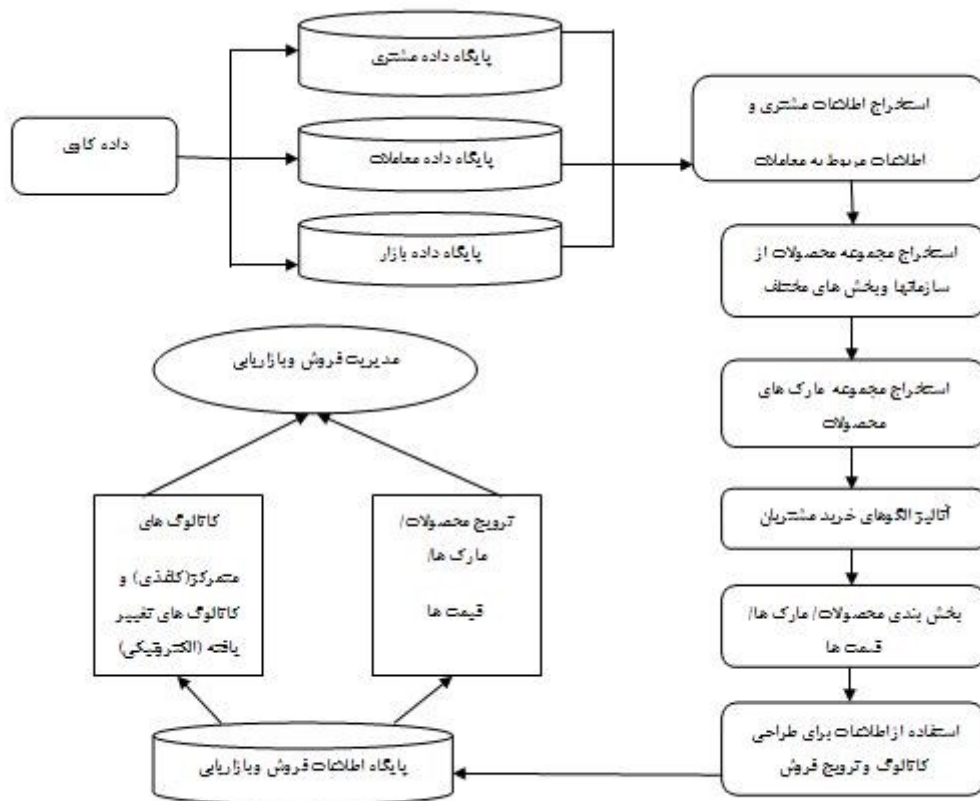 داده کاوی
پایگاه داده مشتری
پایگاه داده معاملات
پایگاه داده بازار
استخراج اطلاعات مشتری و
اطلاعات مربوط به معاملات
استخراج مجموعه محصولات از
سازمانها وبخش های مختلف
استخراج مجموعه مارک های
محصولات
آنالیز الگوهای خرید مشتریان
بخش بندی محصولات/ مارک ها/
قیمت ها
استفاده از اطلاعات برای طراحی
کاتالوگ و ترویج فروش
پایگاه اطلاعات فروش وبازاریابی
ترویج محصولات/
مارک ها/
قیمت ها
کاتالوگ های
متمرکز(کاغذی) و
کاتالوگ های تغییر
یافته (الکترونیکی)
مدیریت فروش وبازاریابی